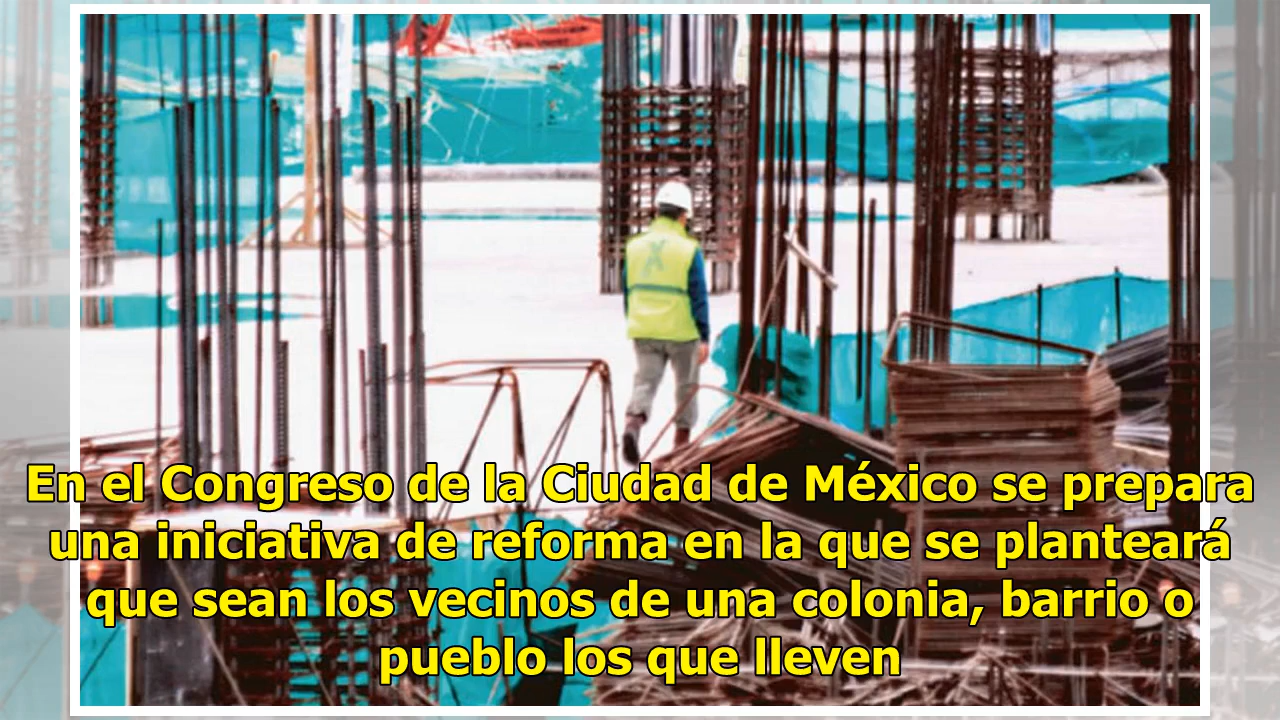 En el Congreso de la Ciudad de México se prepara
una iniciativa de reforma en la que se planteará
que sean los vecinos de una colonia, barrio o
pueblo los que lleven